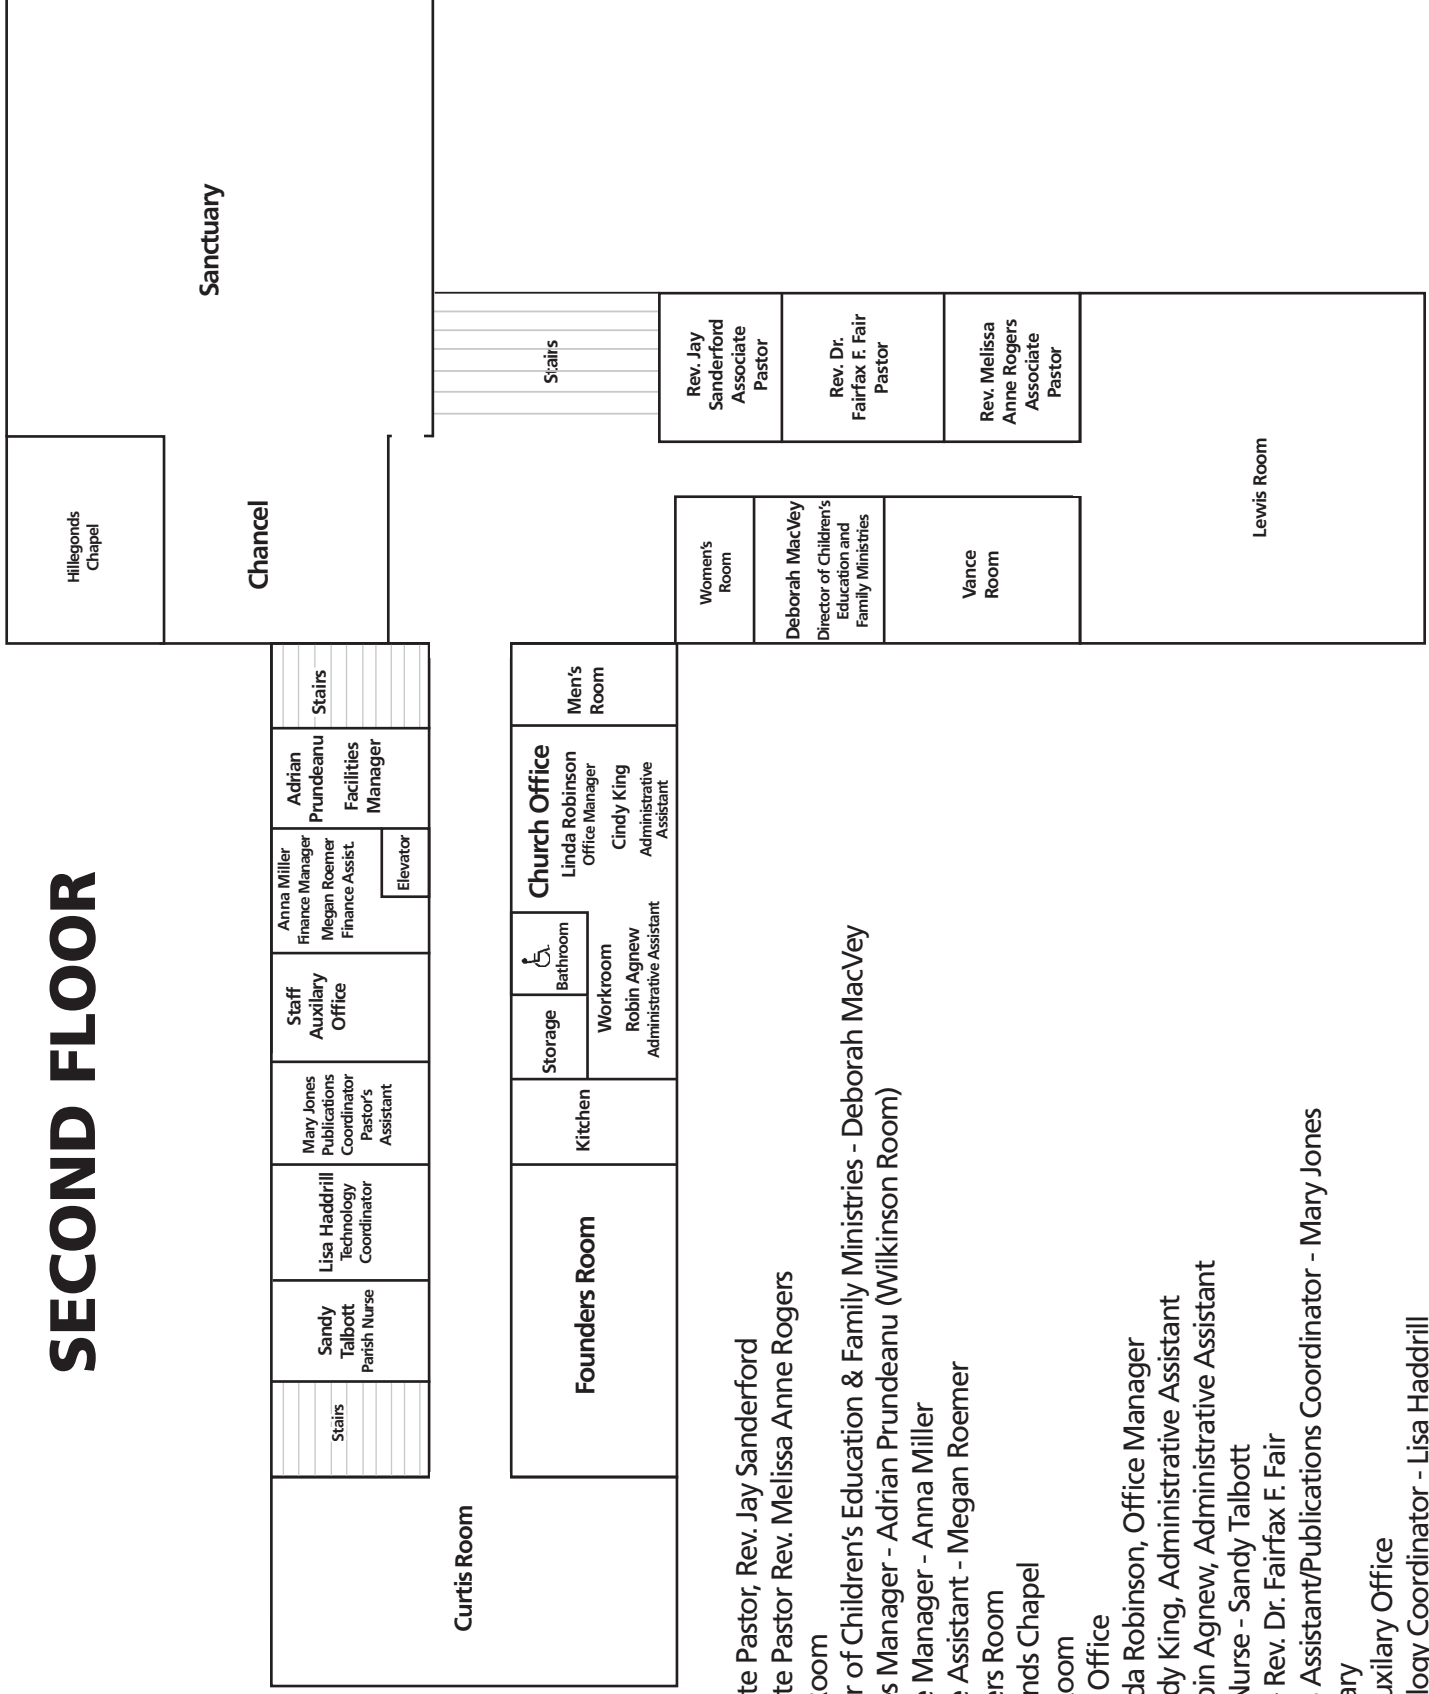 SECOND FLOOR
Curtis Room
Stairs
Sandy
Talbott
Parish Nurse
Lisa Haddrill
Technology
Coordinator
Mary Jones
Publications
Coordinator
Pastor's
Assistant
Staff
Auxilary
Office
Anna Miller
Finance Manager
Megan Roemer
Finance Assist.
Elevator
Adrian
Prundeanu
Facilities
Manager
Stairs
Hillegonds
Chapel
Chancel
Sanctuary
Founders Room
Kitchen
Storage
Bathroom
Workroom
Robin Agnew
Administrative Assistant
Church Office
Linda Robinson
Office Manager
Cindy King
Administrative
Assistant
Men's
Room
Stairs
Women's
Room
Deborah MacVey
Director of Children's
Education and
Family Ministries
Vance
Room
Rev. Jay
Sanderford
Associate
Pastor
Rev. Dr.
Fairfax F. Fair
Pastor
Rev. Melissa
Anne Rogers
Associate
Pastor
Lewis Room
te Pastor, Rev. Jay Sanderford
te Pastor Rev. Melissa Anne Rogers
oom
r of Children's Education & Family Ministries - Deborah MacVey
s Manager - Adrian Prundeanu (Wilkinson Room)
e Manager - Anna Miller
e Assistant - Megan Roemer
ers Room
nds Chapel
oom
Office
da Robinson, Office Manager
dy King, Administrative Assistant
bin Agnew, Administrative Assistant
Nurse - Sandy Talbott
Rev. Dr. Fairfax F. Fair
Assistant/Publications Coordinator - Mary Jones
ary
uxilary Office
logy Coordinator - Lisa Haddrill